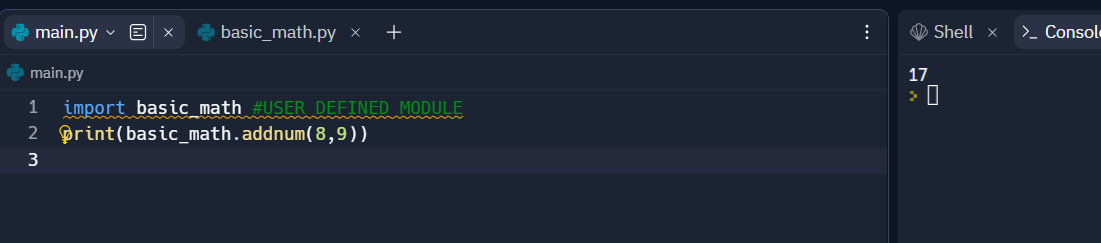 main.py
basic_math.py
Shell
Consol
main.py
1 import basic_math #USER DEFINED MODULE
2 print(basic_math.addnum(8,9))
3
17